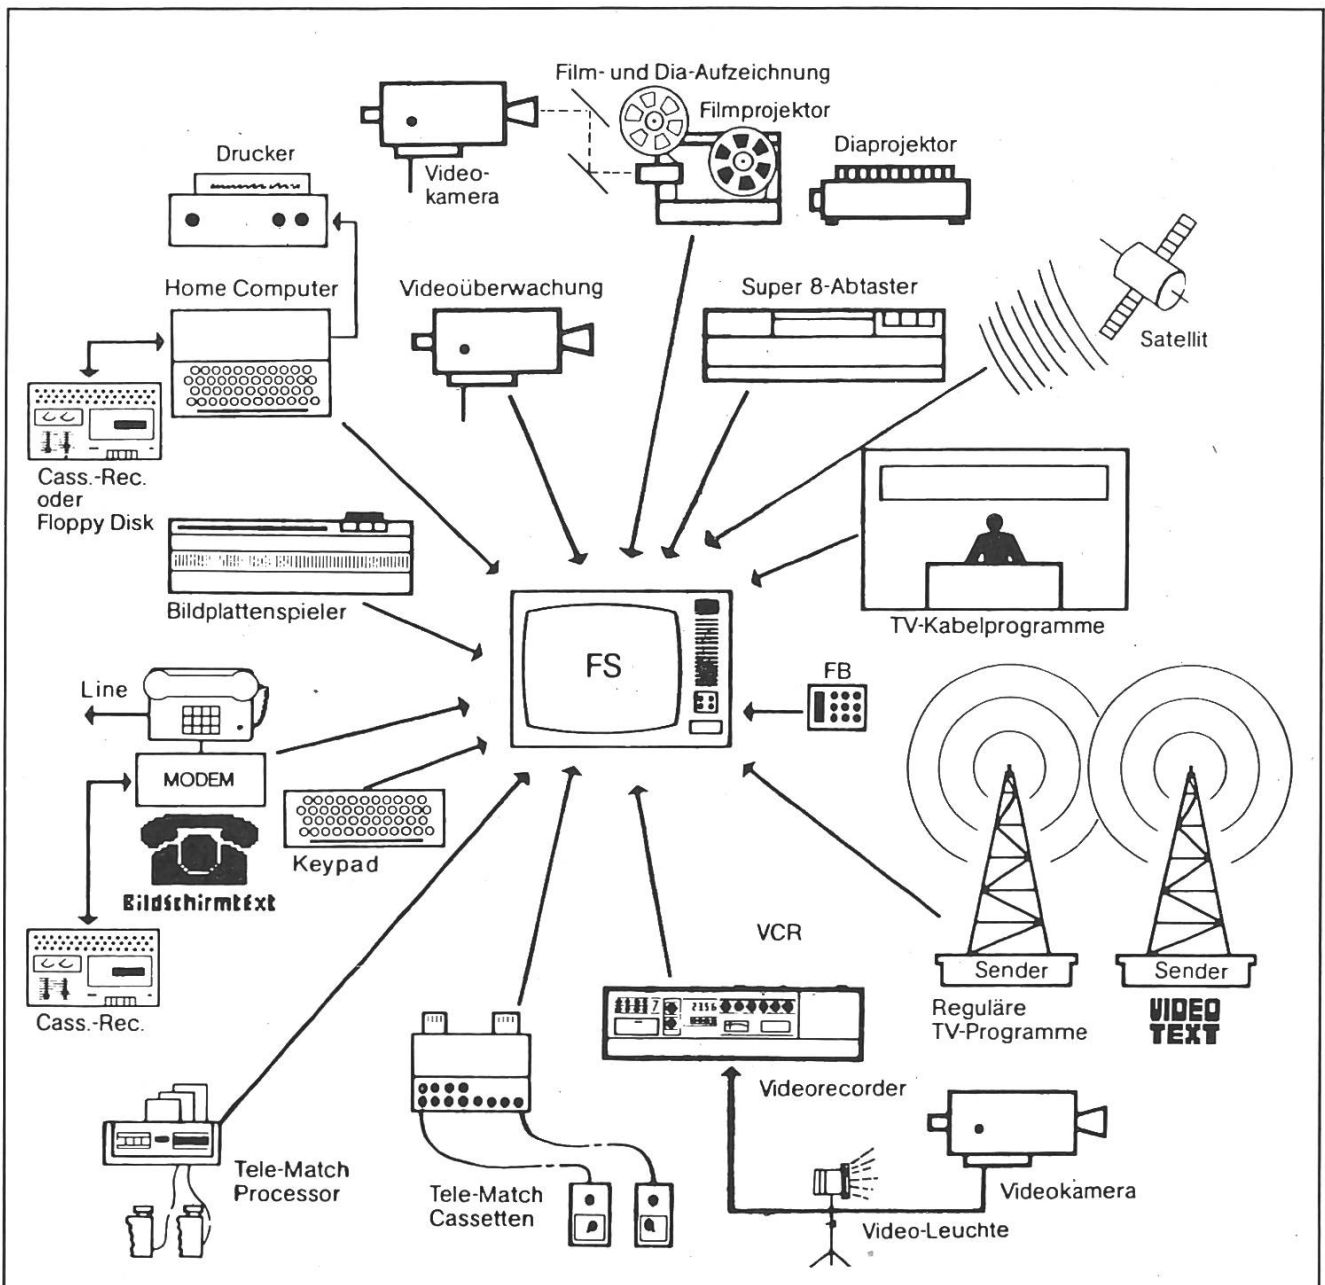 Film- und Dia-Aufzeichnung
Filmprojektor
Diaprojektor
Video-
kamera
Drucker
Home Computer
Videoüberwachung
Super 8-Abtaster
Satellit
Cass.-Rec.
oder
Floppy Disk
Bildplattenspieler
TV-Kabelprogramme
FS
FB
Line
MODEM
Keypad
Bildschirmtext
Cass.-Rec.
VCR
Sender
Sender
Reguläre
TV-Programme
VIDEO
TEXT
Videorecorder
2356
Tele-Match
Processor
Tele-Match
Cassetten
Videokamera
Video-Leuchte